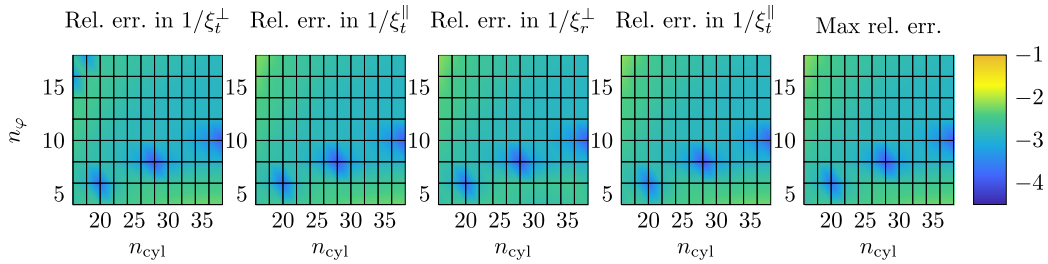 Rel. err. in 1/ξ_t^⊥ Rel. err. in 1/ξ_t^∥ Rel. err. in 1/ξ_r^⊥ Rel. err. in 1/ξ_t^∥ Max rel. err.
n_φ
15 10 5
15 10 5
15 10 5
15 10 5
15 10 5
−1
−2
−3
−4
20 25 30 35 20 25 30 35 20 25 30 35 20 25 30 35 20 25 30 35
n_cyl n_cyl n_cyl n_cyl n_cyl